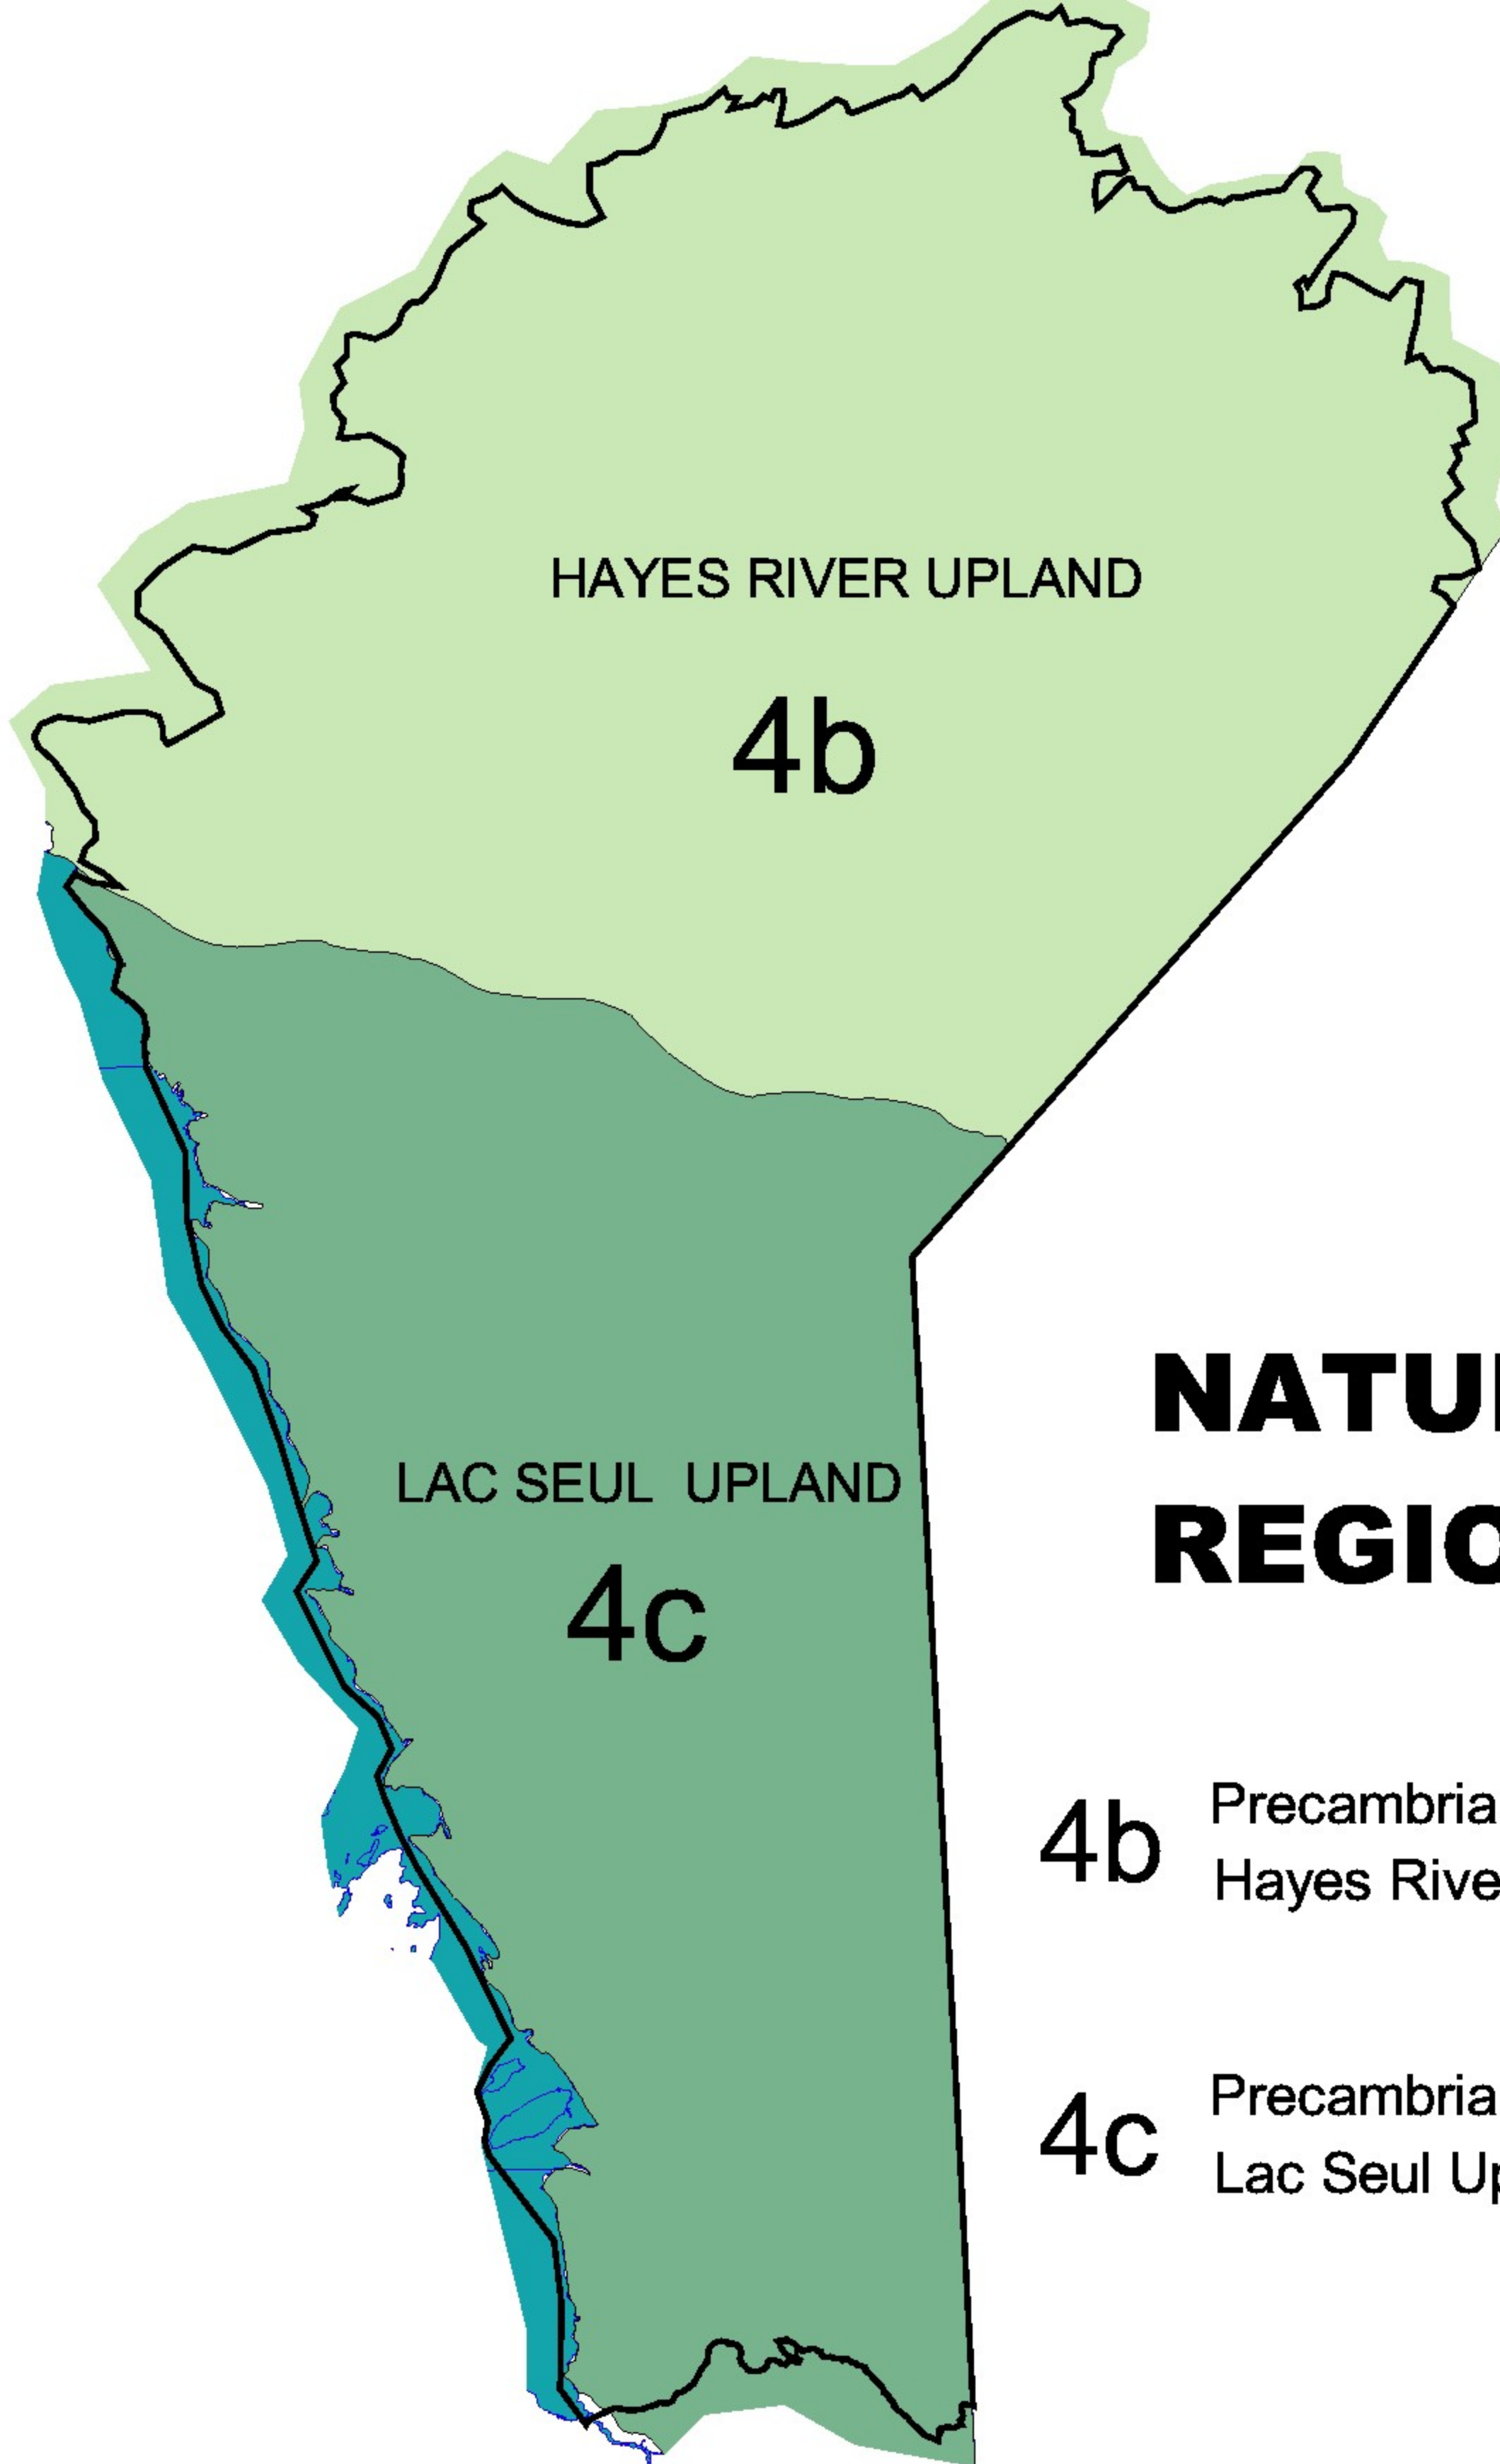 HAYES RIVER UPLAND
4b
LAC SEUL UPLAND
4c
NATU
REGIO
4b
Precambria
Hayes Rive
4c
Precambria
Lac Seul Up